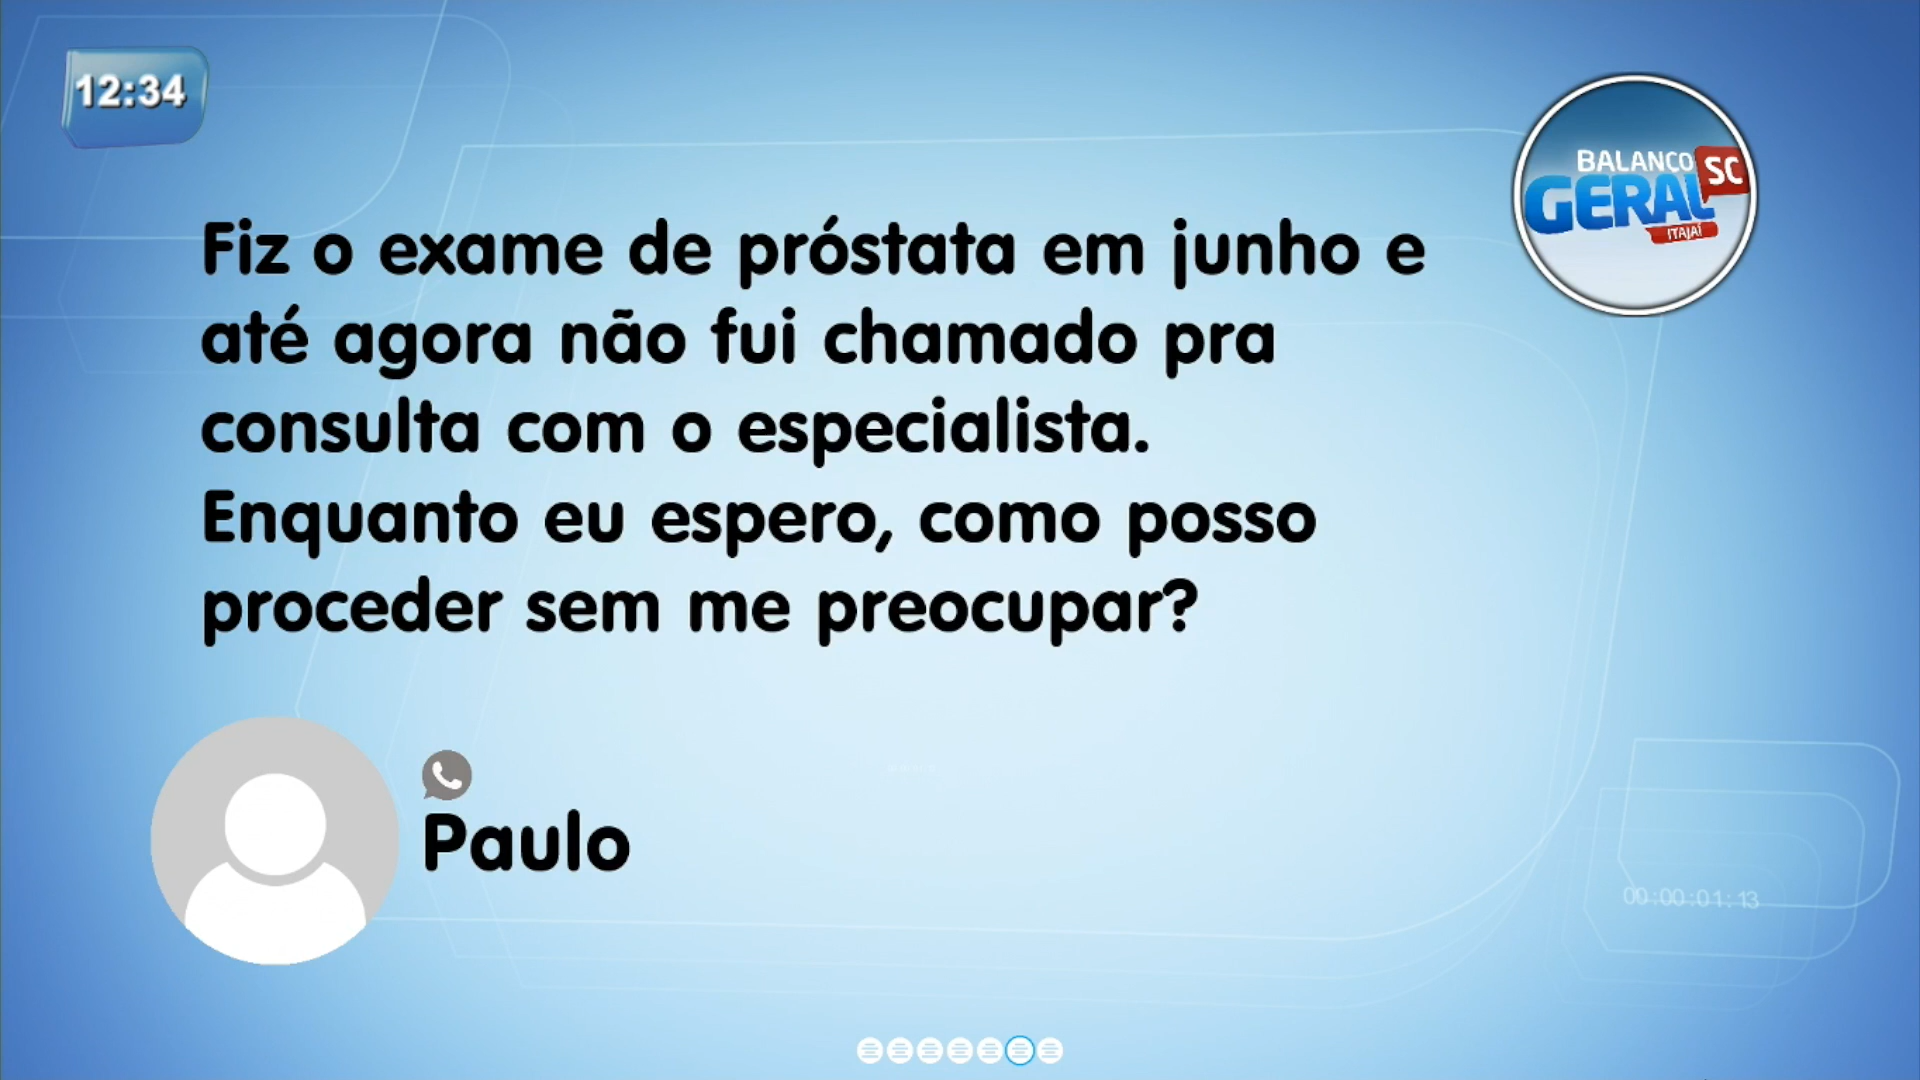 12:34
BALANÇO
GERAL SC
ITAJAÍ
Fiz o exame de próstata em junho e
até agora não fui chamado pra
consulta com o especialista.
Enquanto eu espero, como posso
proceder sem me preocupar?
Paulo
00:00:01:13